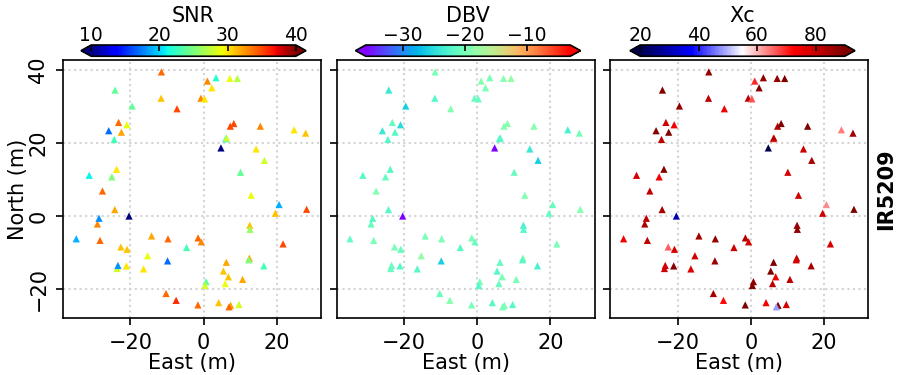 SNR DBV Xc
10 20 30 40 −30 −20 −10 20 40 60 80
40
20
0
−20
North (m)
−20 0 20 −20 0 20 −20 0 20
East (m) East (m) East (m)
IR5209